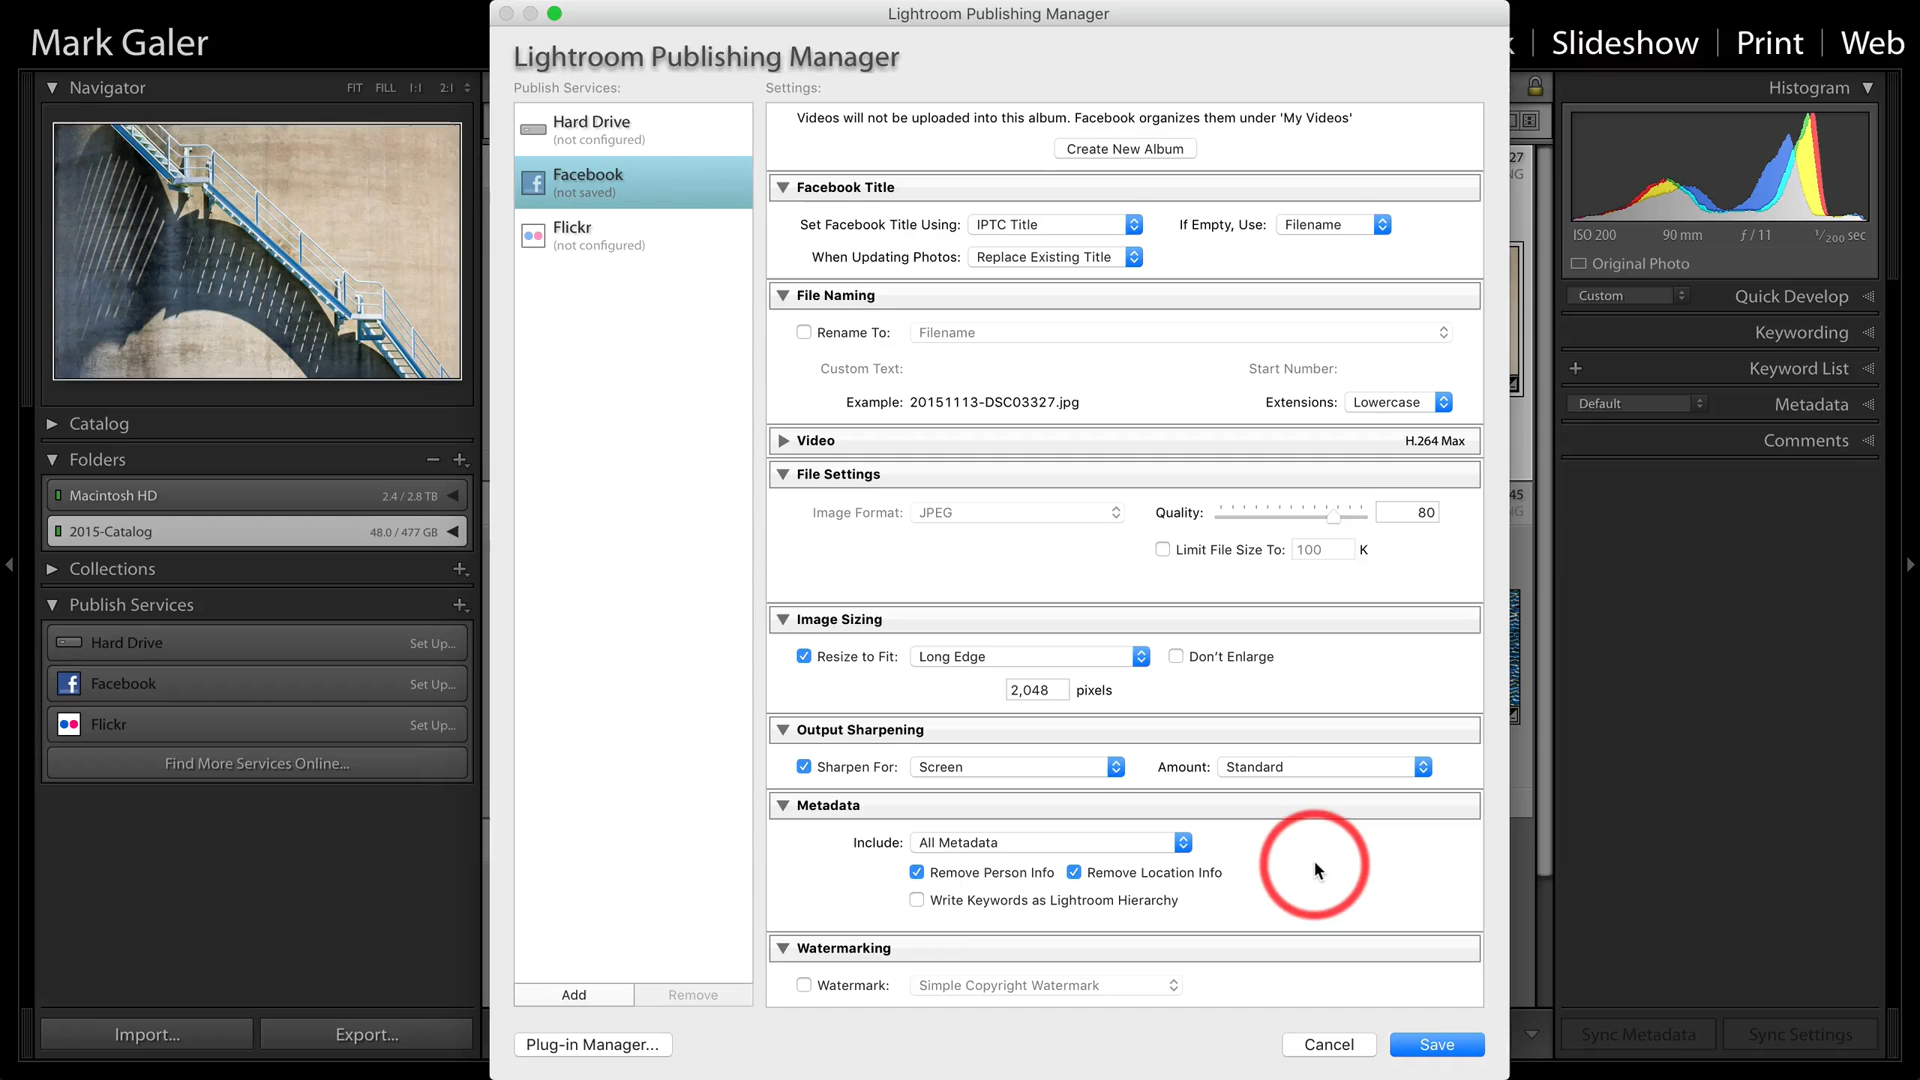 Lightroom Publishing Manager
Mark Galer
Slideshow | Print | Web
Navigator FIT FILL 1:1 2:1
Catalog
Folders
Macintosh HD 2.4 / 2.8 TB
2015-Catalog 48.0 / 477 GB
Collections
Publish Services
Hard Drive Set Up...
Facebook Set Up...
Flickr Set Up...
Find More Services Online...
Import... Export...
Lightroom Publishing Manager
Publish Services:
Hard Drive
(not configured)
Facebook
(not saved)
Flickr
(not configured)
Add Remove
Plug-in Manager...
Settings:
Videos will not be uploaded into this album. Facebook organizes them under 'My Videos'
Create New Album
Facebook Title
Set Facebook Title Using: IPTC Title If Empty, Use: Filename
When Updating Photos: Replace Existing Title
File Naming
Rename To: Filename
Custom Text: Start Number:
Example: 20151113-DSC03327.jpg Extensions: Lowercase
Video H.264 Max
File Settings
Image Format: JPEG Quality: 80
Limit File Size To: 100 K
Image Sizing
Resize to Fit: Long Edge Don't Enlarge
2,048 pixels
Output Sharpening
Sharpen For: Screen Amount: Standard
Metadata
Include: All Metadata
Remove Person Info Remove Location Info
Write Keywords as Lightroom Hierarchy
Watermarking
Watermark: Simple Copyright Watermark
Cancel Save
Histogram
ISO 200 90 mm ƒ / 11 1/200 sec
Original Photo
Custom Quick Develop
Keywording
Keyword List
Default Metadata
Comments
Sync Metadata Sync Settings